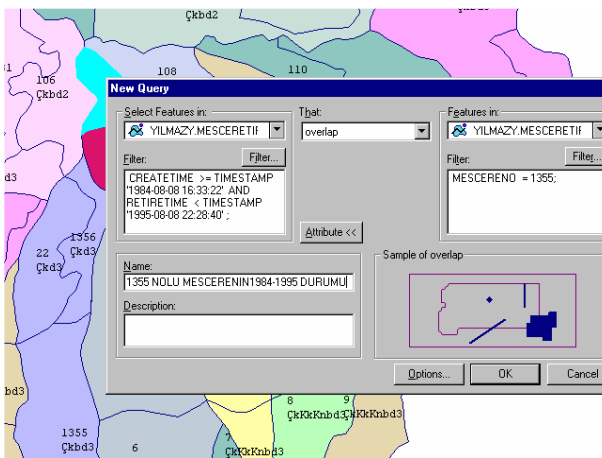 Çkbd2
106
Çkbd2
108
110
New Query
Select Features in:
YILMAZY.MESCERETIF
That:
overlap
Features in:
YILMAZY.MESCERETIF
Filter:
Filter...
CREATETIME >= TIMESTAMP
'1984-08-08 16:33:22' AND
RETIRETIME < TIMESTAMP
'1995-08-08 22:28:40' ;
Filter:
Filter...
MESCERENO = 1355;
Attribute <<
Name:
1355 NOLU MESCERENIN1984-1995 DURUMU
Description:
Sample of overlap
Options...
OK
Cancel
d3
1356
Çkd3
22
Çkd3
bd3
1355
Çkbd3
6
7
ÇkKkKnbd3
8
ÇkKkKnbd3
9
ÇkKkKnbd3